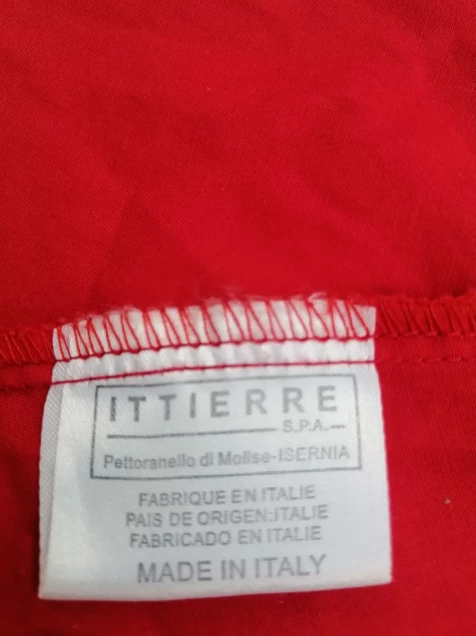 ITTIERRE
S.P.A.
Pettoranello di Molise-ISERNIA
FABRIQUE EN ITALIE
PAIS DE ORIGEN:ITALIE
FABRICADO EN ITALIE
MADE IN ITALY